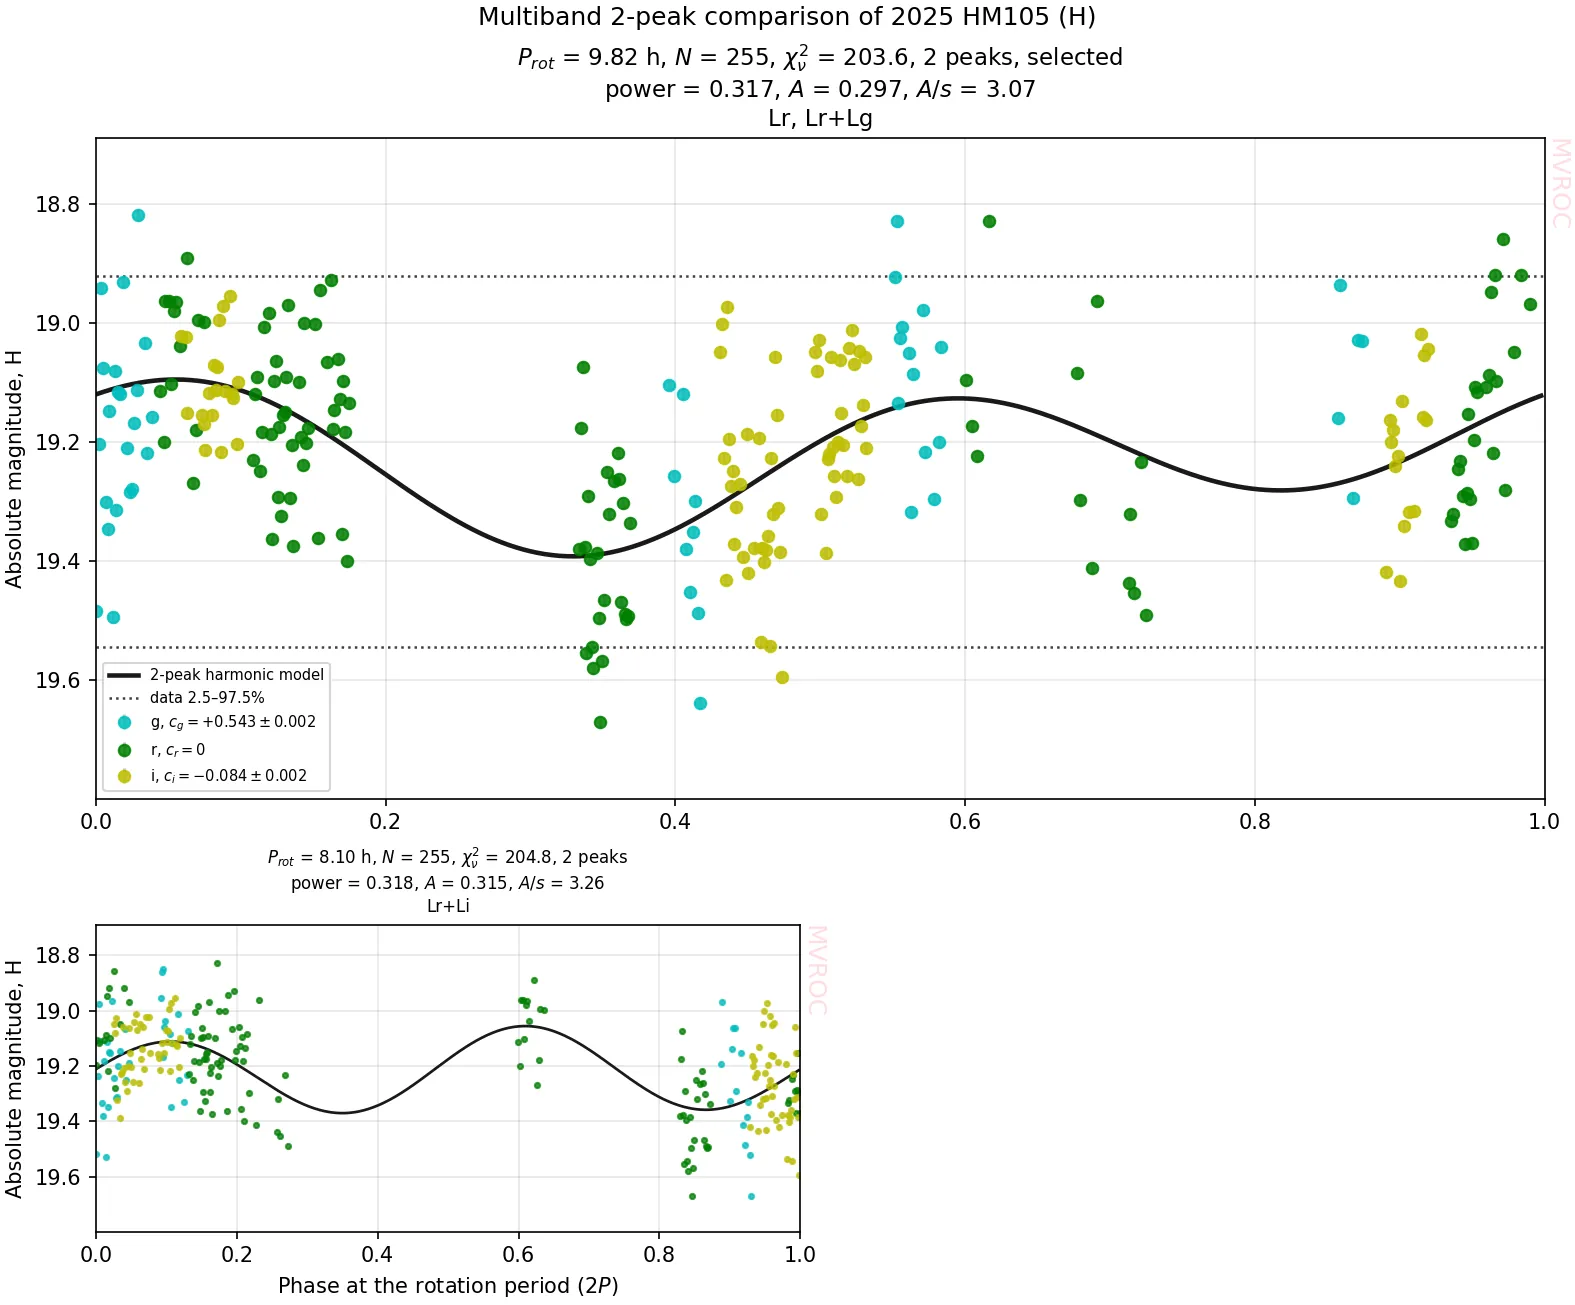 Multiband 2-peak comparison of 2025 HM105 (H)
P_rot = 9.82 h, N = 255, χ²_ν = 203.6, 2 peaks, selected
power = 0.317, A = 0.297, A/s = 3.07
Lr, Lr+Lg
MVROC
Absolute magnitude, H
18.8
19.0
19.2
19.4
19.6
2-peak harmonic model
data 2.5–97.5%
g, c_g = +0.543 ± 0.002
r, c_r = 0
i, c_i = −0.084 ± 0.002
0.0 0.2 0.4 0.6 0.8 1.0
P_rot = 8.10 h, N = 255, χ²_ν = 204.8, 2 peaks
power = 0.318, A = 0.315, A/s = 3.26
Lr+Li
MVROC
Absolute magnitude, H
18.8
19.0
19.2
19.4
19.6
0.0 0.2 0.4 0.6 0.8 1.0
Phase at the rotation period (2P)